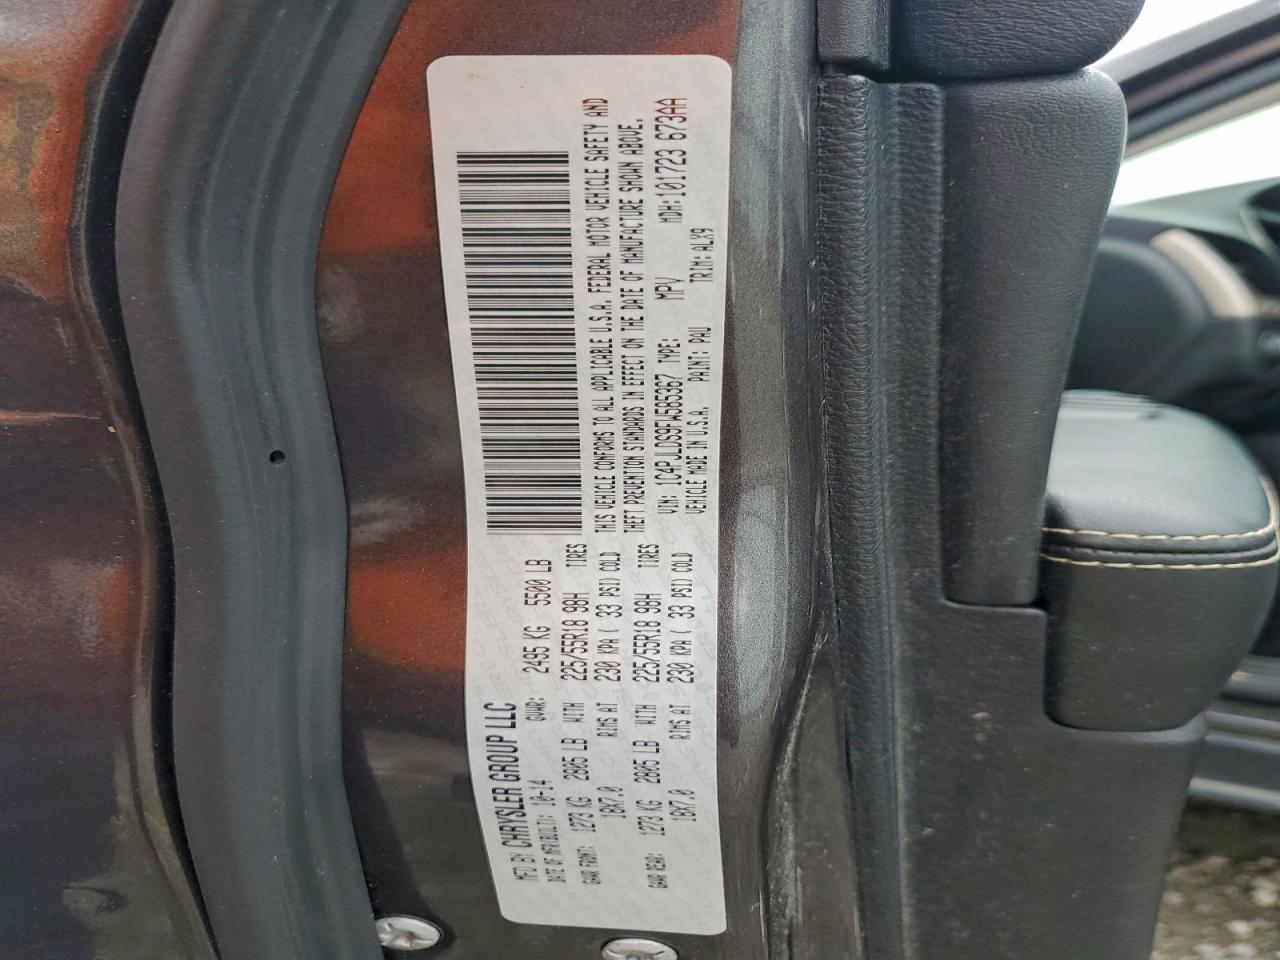 MFD BY CHRYSLER GROUP LLC
DATE OF MFR(BUILT): 10-14 GVWR: 2495 KG 5500 LB
GAWR FRONT: 1273 KG 2805 LB WITH 225/55R18 98H TIRES
18X7.0 RIMS AT 230 KPA ( 33 PSI) COLD
GAWR REAR: 1273 KG 2805 LB WITH 225/55R18 98H TIRES
18X7.0 RIMS AT 230 KPA ( 33 PSI) COLD
THIS VEHICLE CONFORMS TO ALL APPLICABLE U.S.A. FEDERAL MOTOR VEHICLE SAFETY AND
THEFT PREVENTION STANDARDS IN EFFECT ON THE DATE OF MANUFACTURE SHOWN ABOVE.
VIN: 1C4PJLDS9FW585367 TYPE: MPV MDH:101723 673AA
VEHICLE MADE IN U.S.A. PAINT: PAU TRIM: ALX9